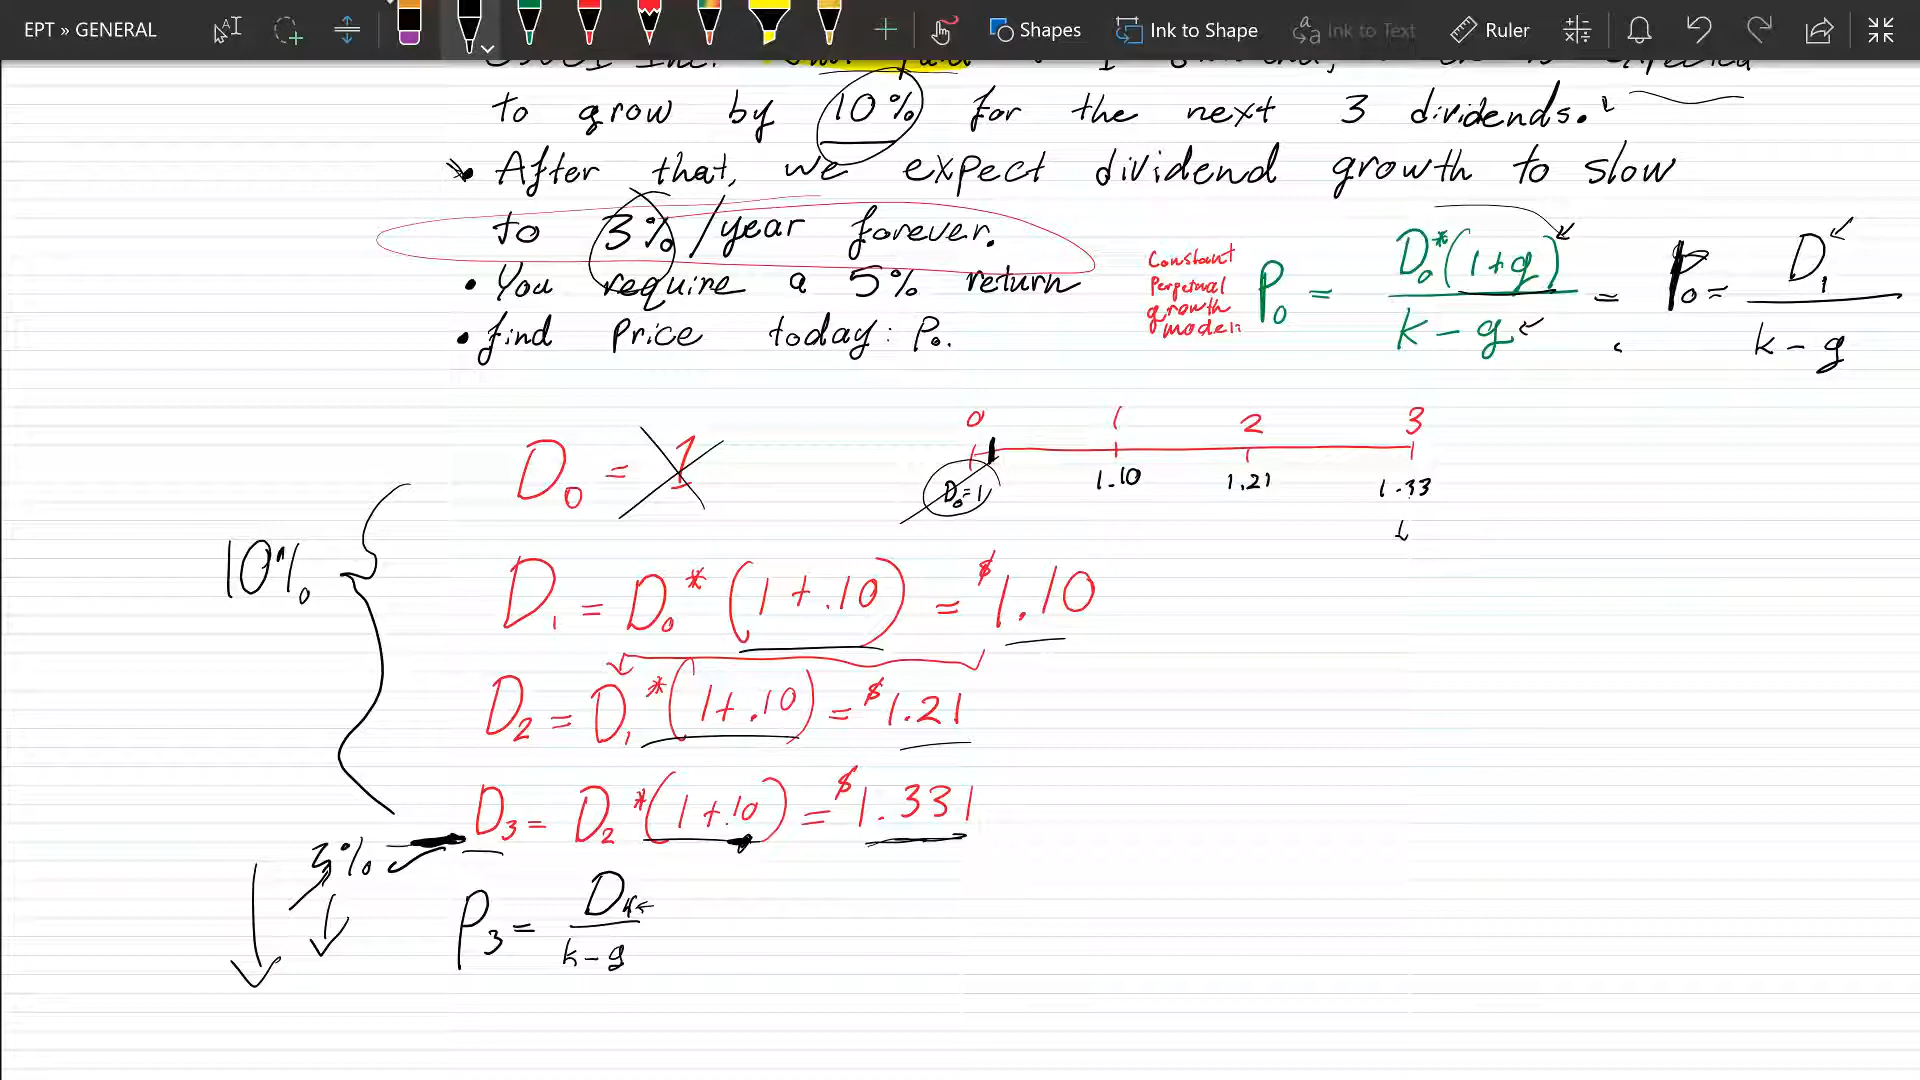 EPT » GENERAL
Shapes
Ink to Shape
Ink to Text
Ruler
to grow by 10% for the next 3 dividends.
• After that, we expect dividend growth to slow
to 3%/year forever.
• You require a 5% return
• find Price today: P₀.
Constant
Perpetual
growth
model:
P₀ = D₀*(1+g) / k-g = P₀ = D₁ / k-g
0 1 2 3
D₀=1 1.10 1.21 1.33
D₀ = 1
10%
D₁ = D₀*(1+.10) = $1.10
D₂ = D₁*(1+.10) = $1.21
D₃ = D₂*(1+.10) = $1.331
3%
P₃ = D₄ / k-g